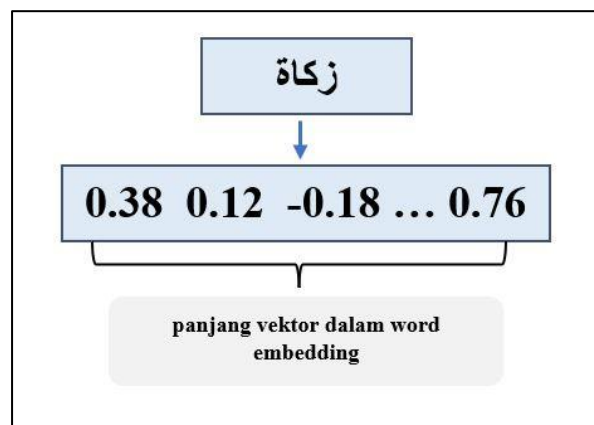 زكاة
0.38 0.12 -0.18 ... 0.76
panjang vektor dalam word
embedding